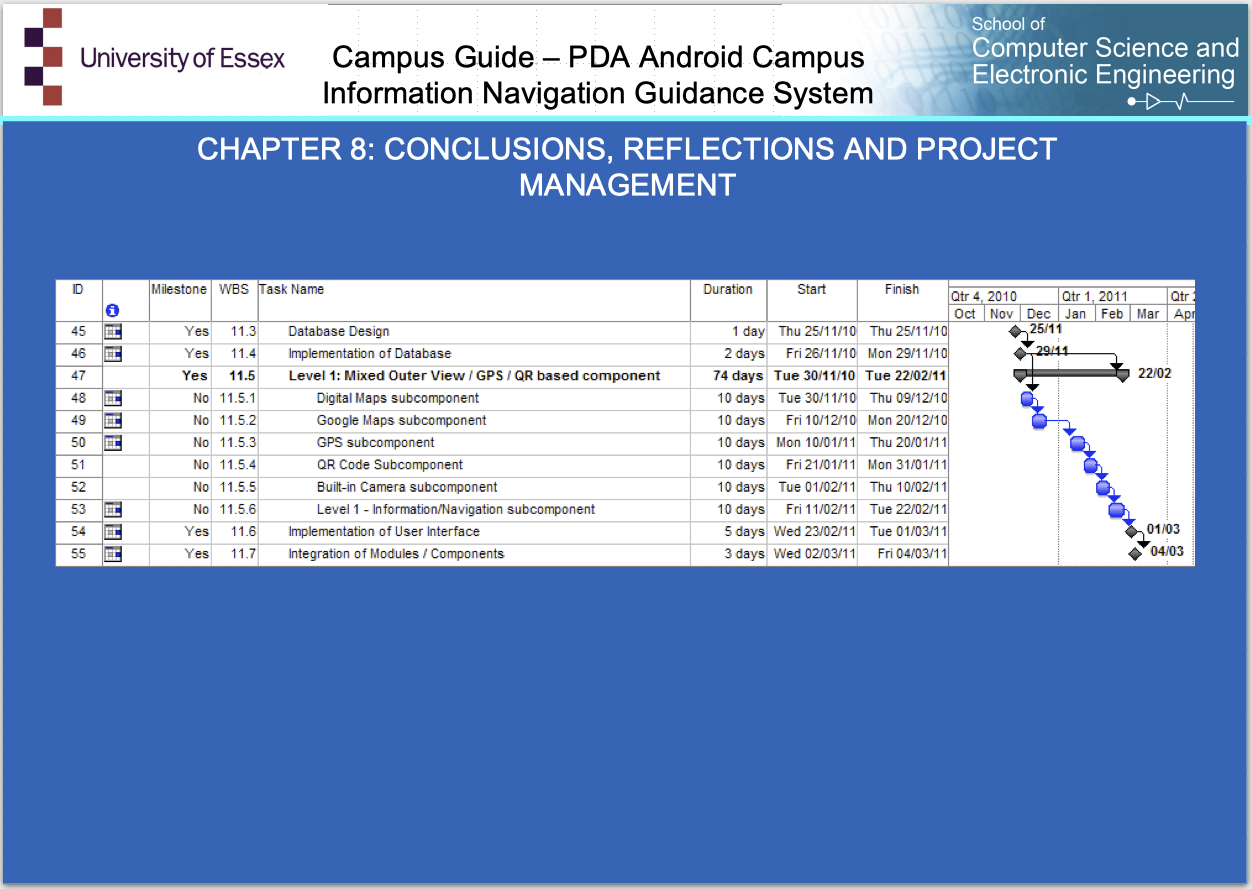 University of Essex
Campus Guide – PDA Android Campus
Information Navigation Guidance System
School of
Computer Science and
Electronic Engineering
CHAPTER 8: CONCLUSIONS, REFLECTIONS AND PROJECT
MANAGEMENT
ID Milestone WBS Task Name Duration Start Finish
Qtr 4, 2010 Qtr 1, 2011 Qtr
Oct Nov Dec Jan Feb Mar Apr
45 Yes 11.3 Database Design 1 day Thu 25/11/10 Thu 25/11/10 25/11
46 Yes 11.4 Implementation of Database 2 days Fri 26/11/10 Mon 29/11/10 29/11
47 Yes 11.5 Level 1: Mixed Outer View / GPS / QR based component 74 days Tue 30/11/10 Tue 22/02/11 22/02
48 No 11.5.1 Digital Maps subcomponent 10 days Tue 30/11/10 Thu 09/12/10
49 No 11.5.2 Google Maps subcomponent 10 days Fri 10/12/10 Mon 20/12/10
50 No 11.5.3 GPS subcomponent 10 days Mon 10/01/11 Thu 20/01/11
51 No 11.5.4 QR Code Subcomponent 10 days Fri 21/01/11 Mon 31/01/11
52 No 11.5.5 Built-in Camera subcomponent 10 days Tue 01/02/11 Thu 10/02/11
53 No 11.5.6 Level 1 - Information/Navigation subcomponent 10 days Fri 11/02/11 Tue 22/02/11
54 Yes 11.6 Implementation of User Interface 5 days Wed 23/02/11 Tue 01/03/11 01/03
55 Yes 11.7 Integration of Modules / Components 3 days Wed 02/03/11 Fri 04/03/11 04/03